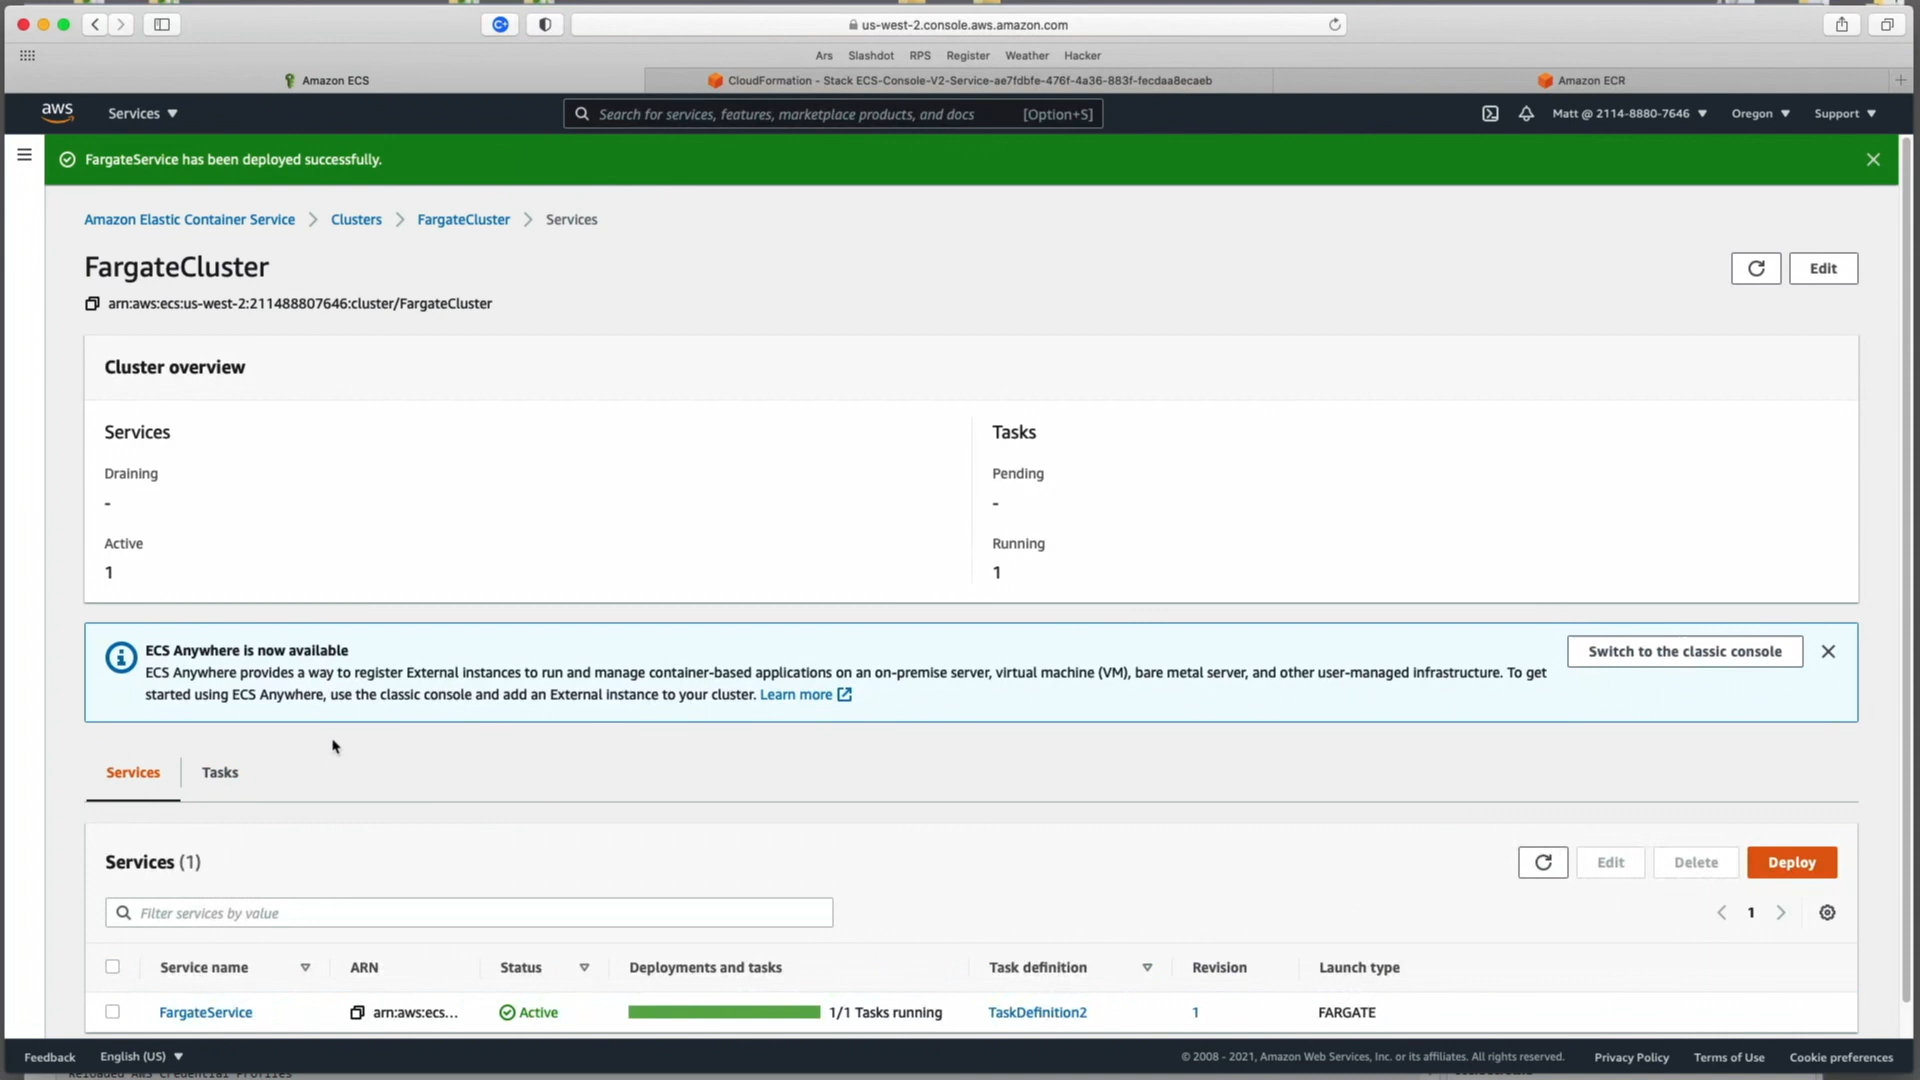 us-west-2.console.aws.amazon.com
Ars Slashdot RPS Register Weather Hacker
Amazon ECS
CloudFormation - Stack ECS-Console-V2-Service-ae7fdbfe-476f-4a36-883f-fecdaa8ecaeb
Amazon ECR
aws Services Search for services, features, marketplace products, and docs [Option+S] Matt @ 2114-8880-7646 Oregon Support
FargateService has been deployed successfully.
Amazon Elastic Container Service > Clusters > FargateCluster > Services
FargateCluster
Edit
arn:aws:ecs:us-west-2:211488807646:cluster/FargateCluster
Cluster overview
Services
Draining
-
Active
1
Tasks
Pending
-
Running
1
ECS Anywhere is now available
ECS Anywhere provides a way to register External instances to run and manage container-based applications on an on-premise server, virtual machine (VM), bare metal server, and other user-managed infrastructure. To get
started using ECS Anywhere, use the classic console and add an External instance to your cluster. Learn more
Switch to the classic console
Services Tasks
Services (1)
Edit Delete Deploy
Filter services by value
1
Service name ARN Status Deployments and tasks Task definition Revision Launch type
FargateService arn:aws:ecs... Active 1/1 Tasks running TaskDefinition2 1 FARGATE
Feedback English (US) © 2008 - 2021, Amazon Web Services, Inc. or its affiliates. All rights reserved. Privacy Policy Terms of Use Cookie preferences
Reloaded AWS Credential Profiles